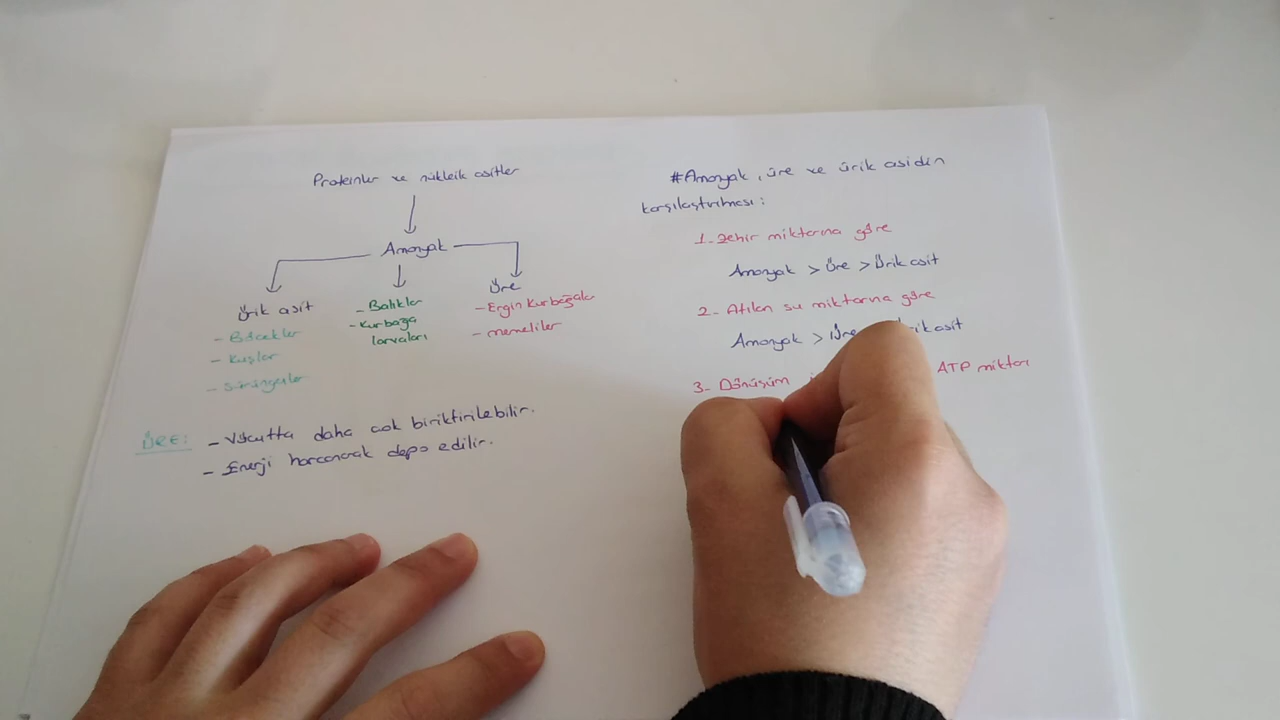 Proteinler ve nükleik asitler
Amonyak
Ürik asit
- Böcekler
- Kuşlar
- Sürüngenler
- Balıklar
- Kurbağa
larvaları
Üre
- Ergin Kurbağalar
- memeliler
ÜRE:
- Vücutta daha çok biriktirilebilir.
- Enerji harcanarak depo edilir.
#Amonyak, üre ve ürik asidin
karşılaştırılması:
1- Zehir miktarına göre
Amonyak > Üre > Ürik asit
2- Atılan su miktarına göre
Amonyak > Üre rik asit
3- Dönüşüm ATP miktarı